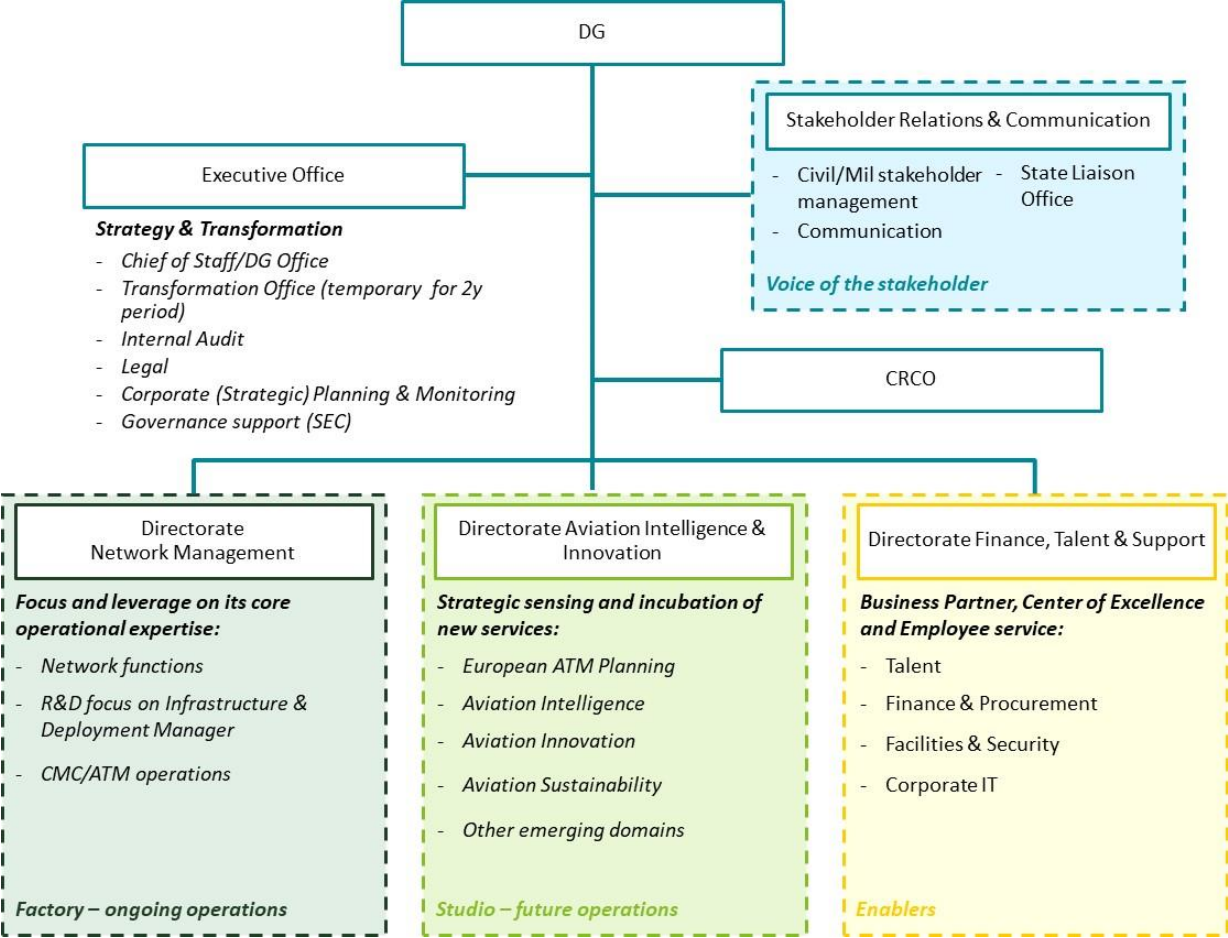 DG
Stakeholder Relations & Communication
- Civil/Mil stakeholder management
- Communication
- State Liaison Office
Voice of the stakeholder
Executive Office
Strategy & Transformation
- Chief of Staff/DG Office
- Transformation Office (temporary for 2y
period)
- Internal Audit
- Legal
- Corporate (Strategic) Planning & Monitoring
- Governance support (SEC)
CRCO
Directorate
Network Management
Focus and leverage on its core
operational expertise:
- Network functions
- R&D focus on Infrastructure &
Deployment Manager
- CMC/ATM operations
Factory – ongoing operations
Directorate Aviation Intelligence &
Innovation
Strategic sensing and incubation of
new services:
- European ATM Planning
- Aviation Intelligence
- Aviation Innovation
- Aviation Sustainability
- Other emerging domains
Studio – future operations
Directorate Finance, Talent & Support
Business Partner, Center of Excellence
and Employee service:
- Talent
- Finance & Procurement
- Facilities & Security
- Corporate IT
Enablers